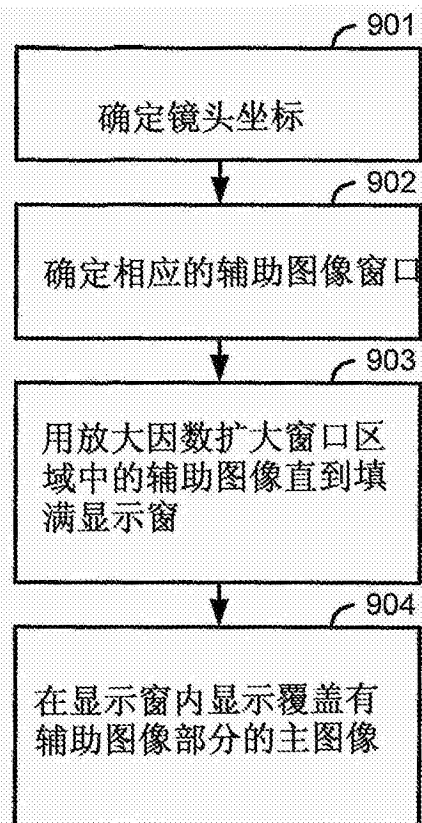 901
确定镜头坐标
902
确定相应的辅助图像窗口
903
用放大因数扩大窗口区
域中的辅助图像直到填
满显示窗
904
在显示窗内显示覆盖有
辅助图像部分的主图像